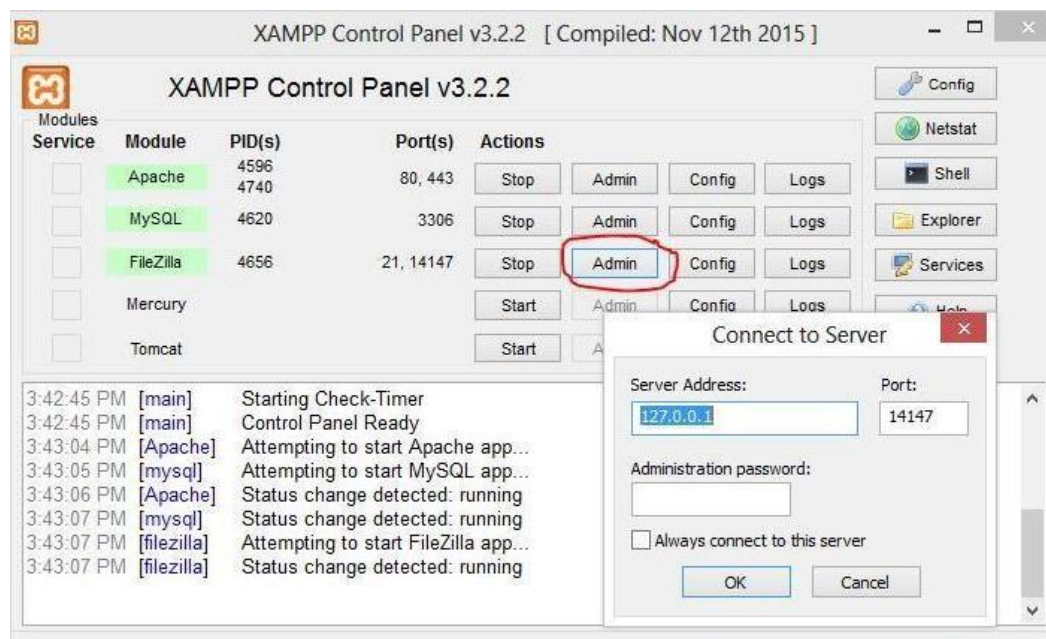 XAMPP Control Panel v3.2.2 [ Compiled: Nov 12th 2015 ]
XAMPP Control Panel v3.2.2
Config
Modules
Service Module PID(s) Port(s) Actions
Netstat
Apache 4596 4740 80, 443 Stop Admin Config Logs
Shell
MySQL 4620 3306 Stop Admin Config Logs
Explorer
FileZilla 4656 21, 14147 Stop Admin Config Logs
Services
Mercury Start Admin Config Logs
Help
Tomcat Start
Connect to Server
Server Address: Port:
127.0.0.1 14147
Administration password:
Always connect to this server
OK Cancel
3:42:45 PM [main] Starting Check-Timer
3:42:45 PM [main] Control Panel Ready
3:43:04 PM [Apache] Attempting to start Apache app...
3:43:05 PM [mysql] Attempting to start MySQL app...
3:43:06 PM [Apache] Status change detected: running
3:43:07 PM [mysql] Status change detected: running
3:43:07 PM [filezilla] Attempting to start FileZilla app...
3:43:07 PM [filezilla] Status change detected: running